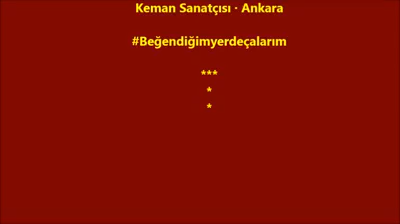 Keman Sanatçısı · Ankara
#Beğendiğimyerdeçalarım
***
*
*